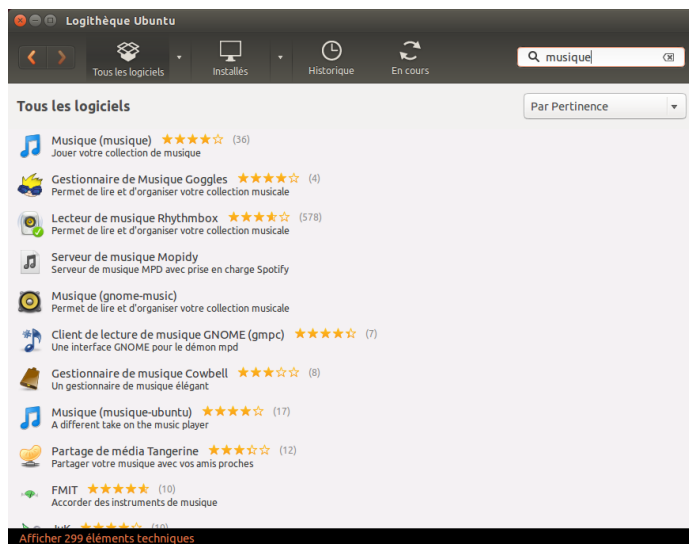 Logithèque Ubuntu
Tous les logiciels
Installés
Historique
En cours
musique
Tous les logiciels
Par Pertinence
Musique (musique) (36)
Jouer votre collection de musique
Gestionnaire de Musique Goggles (4)
Permet de lire et d'organiser votre collection musicale
Lecteur de musique Rhythmbox (578)
Permet de lire et d'organiser votre collection musicale
Serveur de musique Mopidy
Serveur de musique MPD avec prise en charge Spotify
Musique (gnome-music)
Permet de lire et d'organiser votre collection musicale
Client de lecture de musique GNOME (gmpc) (7)
Une interface GNOME pour le démon mpd
Gestionnaire de musique Cowbell (8)
Un gestionnaire de musique élégant
Musique (musique-ubuntu) (17)
A different take on the music player
Partage de média Tangerine (12)
Partager votre musique avec vos amis proches
FMIT (10)
Accorder des instruments de musique
JuK (10)
Afficher 299 éléments techniques